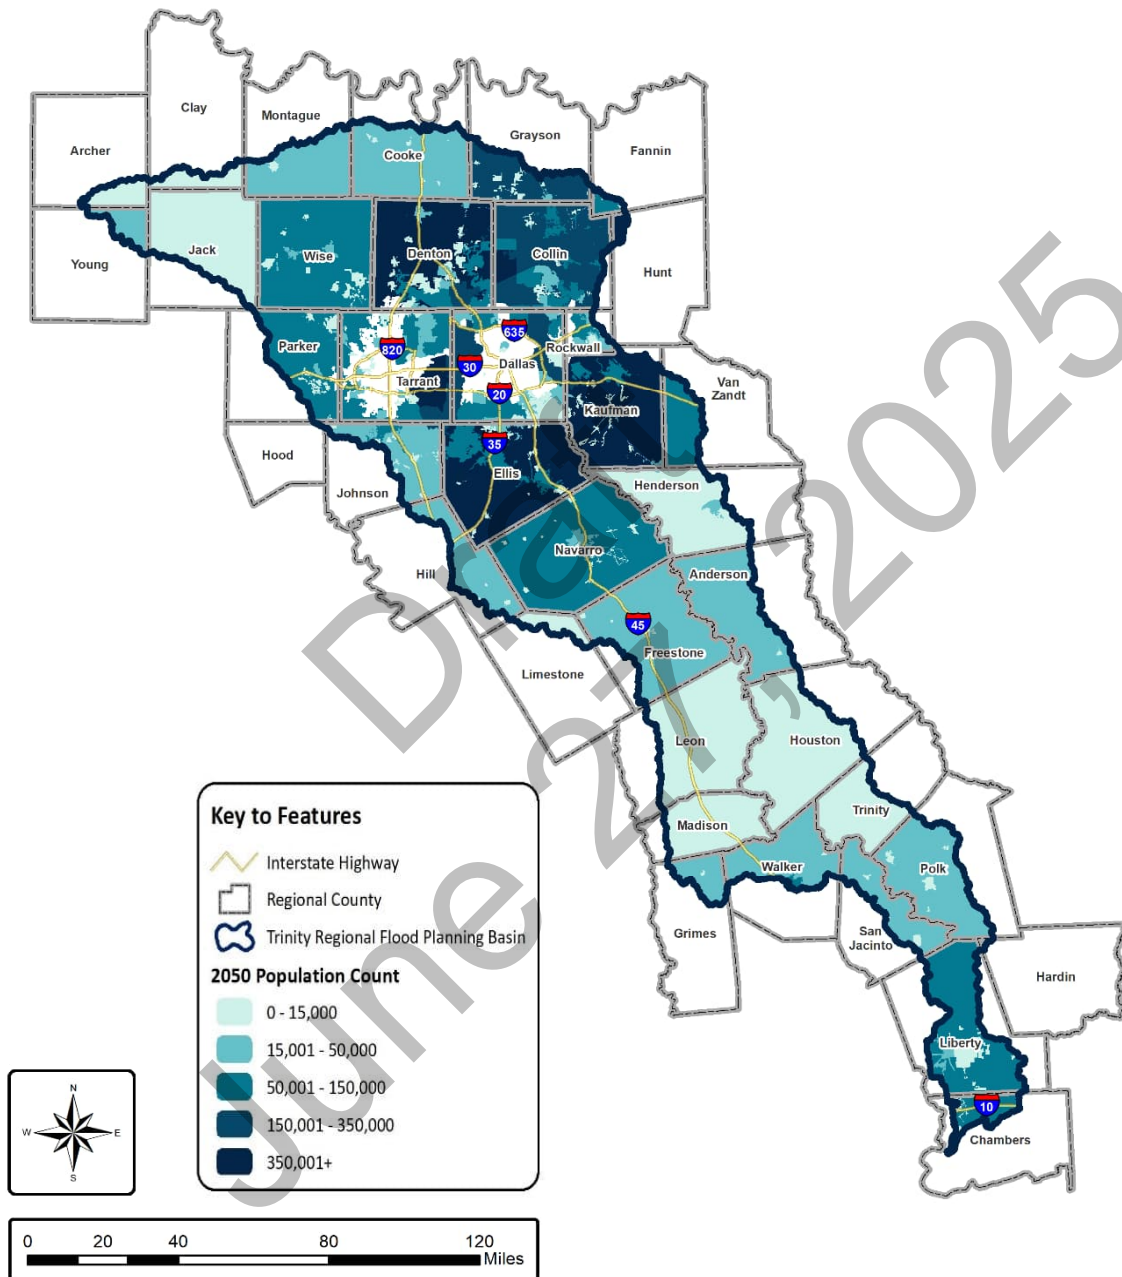 Clay
Montague
Archer
Cooke
Grayson
Fannin
Young
Jack
Wise
Denton
Collin
Hunt
Parker
820
Tarrant
30
635
Dallas
20
Rockwall
Kaufman
Van
Zandt
Hood
Johnson
35
Ellis
Henderson
Hill
Navarro
Anderson
45
Freestone
Limestone
Leon
Houston
Madison
Trinity
Walker
Polk
Grimes
San
Jacinto
Hardin
Liberty
10
Chambers
Draft
June 27, 2025
Key to Features
Interstate Highway
Regional County
Trinity Regional Flood Planning Basin
2050 Population Count
0 - 15,000
15,001 - 50,000
50,001 - 150,000
150,001 - 350,000
350,001+
N
W E
S
0 20 40 80 120
Miles